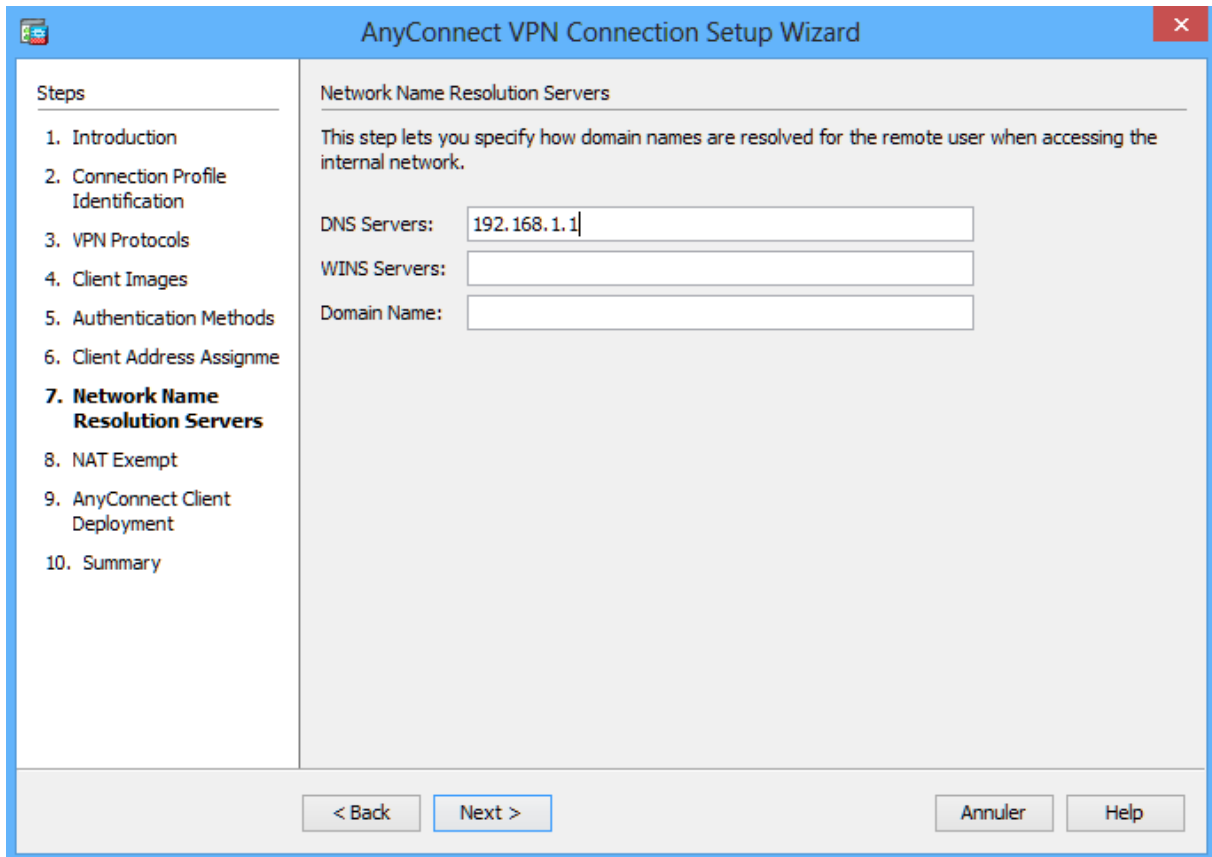 AnyConnect VPN Connection Setup Wizard
Steps
1. Introduction
2. Connection Profile
Identification
3. VPN Protocols
4. Client Images
5. Authentication Methods
6. Client Address Assignme
7. Network Name
Resolution Servers
8. NAT Exempt
9. AnyConnect Client
Deployment
10. Summary
Network Name Resolution Servers
This step lets you specify how domain names are resolved for the remote user when accessing the
internal network.
DNS Servers: 192.168.1.1
WINS Servers:
Domain Name:
< Back Next > Annuler Help